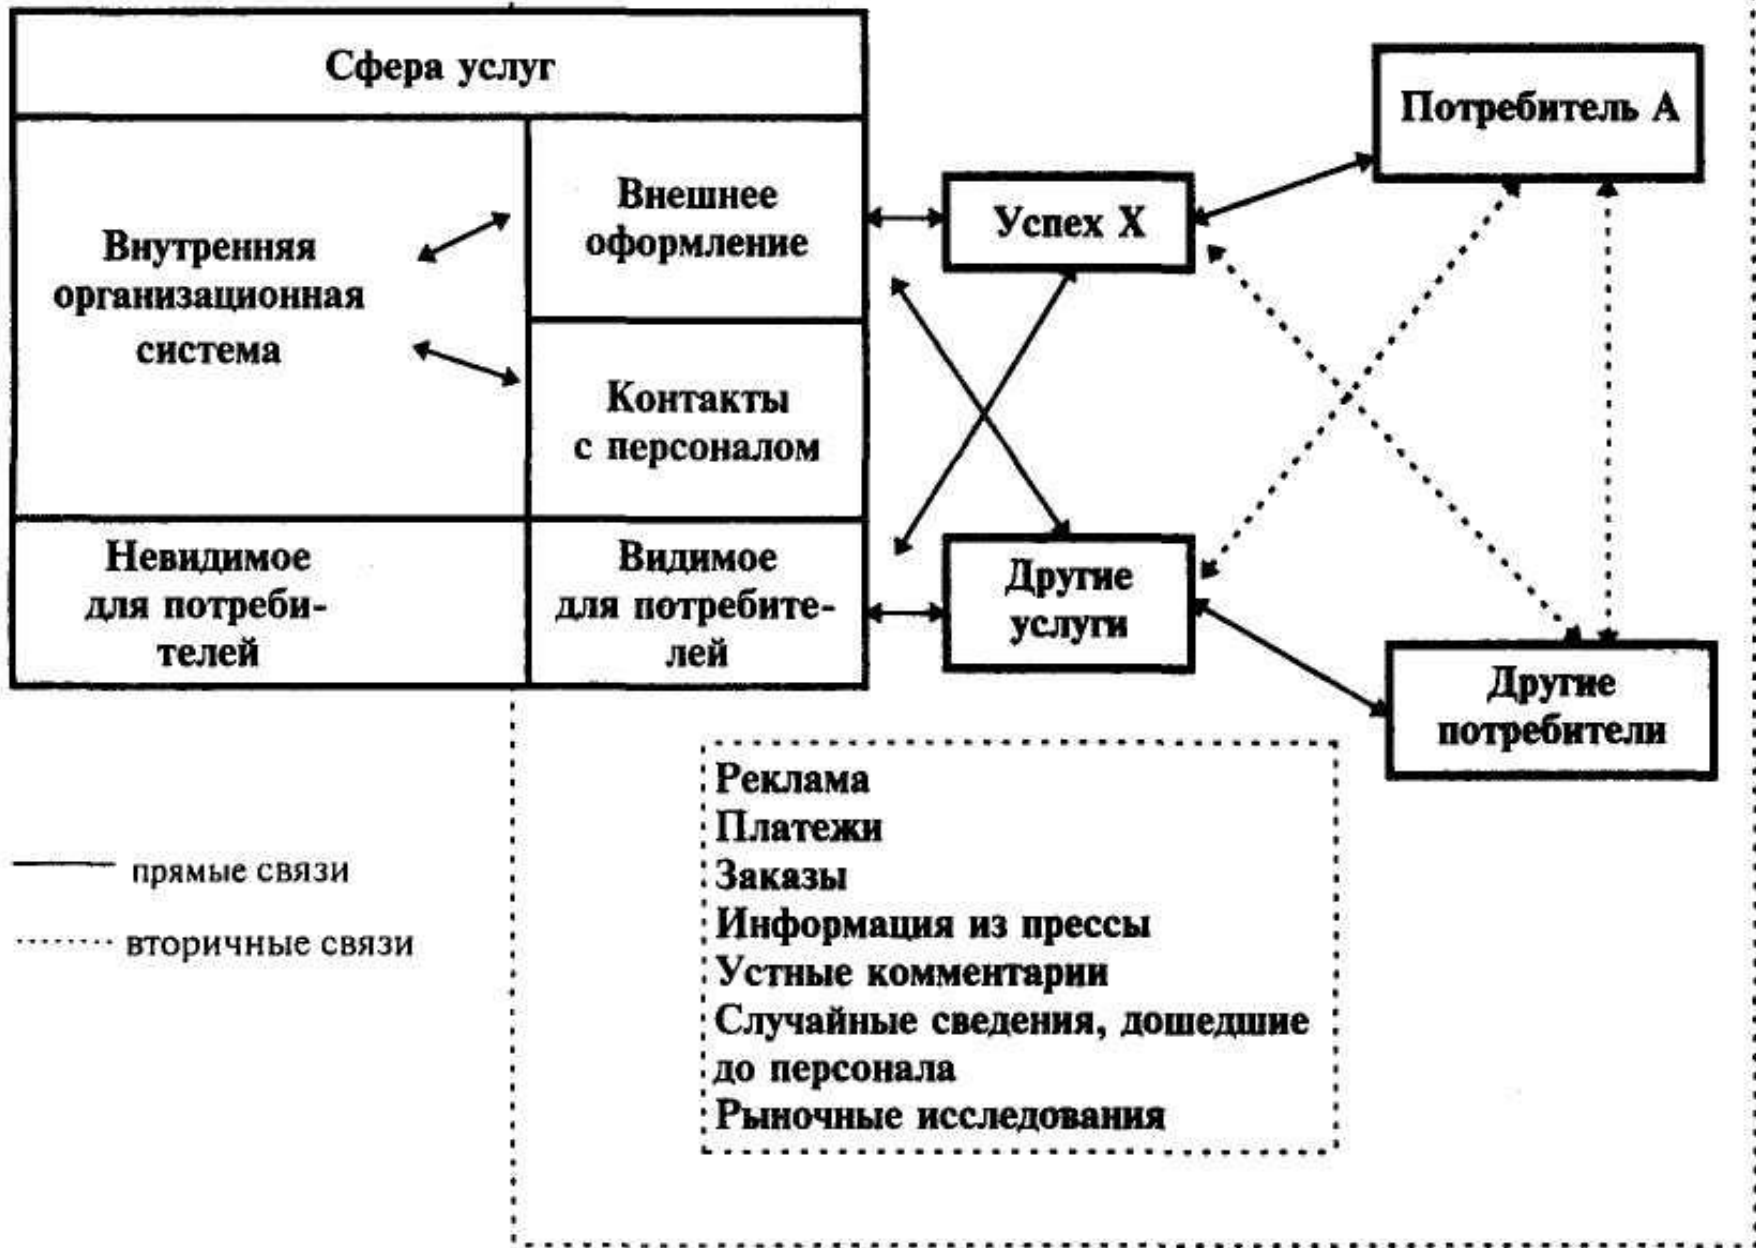 Сфера услуг
Внутренняя
организационная
система
Внешнее
оформление
Контакты
с персоналом
Невидимое
для потреби-
телей
Видимое
для потребите-
лей
Успех X
Другие
услуги
Потребитель А
Другие
потребители
Реклама
Платежи
Заказы
Информация из прессы
Устные комментарии
Случайные сведения, дошедшие
до персонала
Рыночные исследования
прямые связи
вторичные связи